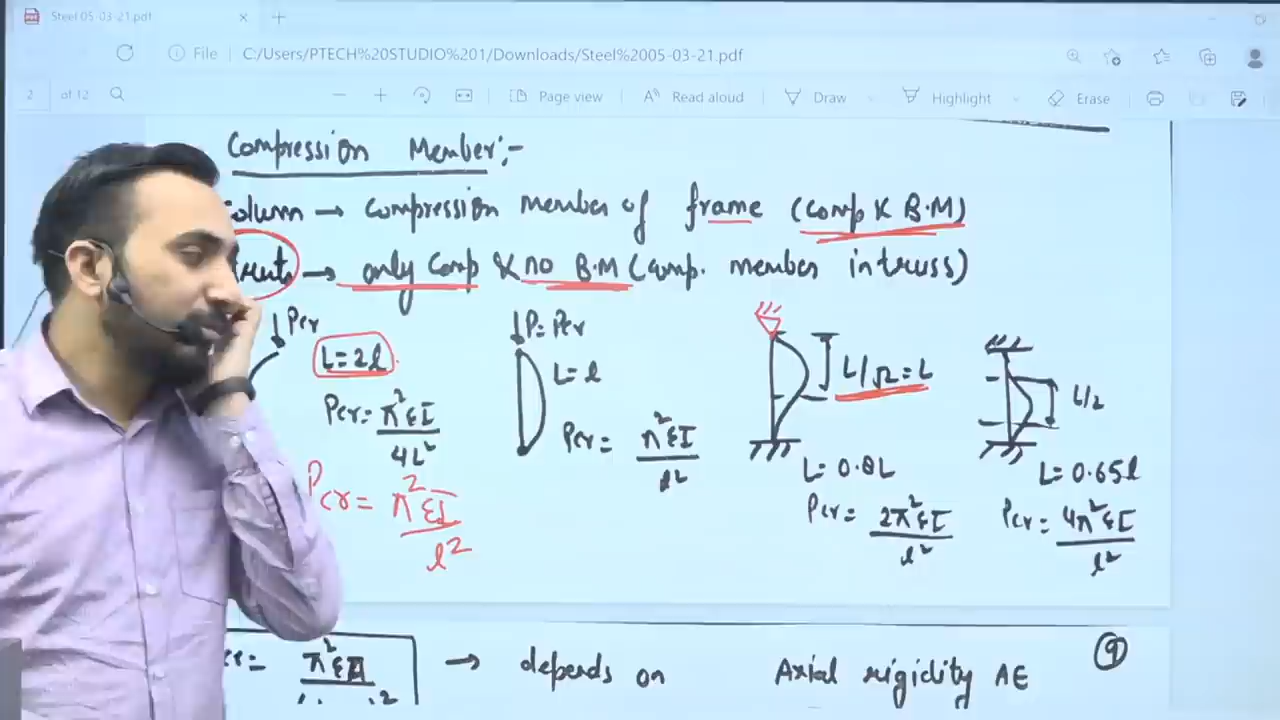 Steel 05-03-21.pdf
File C:/Users/PTECH%20STUDIO%201/Downloads/Steel%2005-03-21.pdf
2 of 12 Page view Read aloud Draw Highlight Erase
Compression Member:-
Column → compression member of frame (Comp & B.M)
→ only Comp & no B.M (Comp. member in truss)
Pcr
L=2l
Pcr = π²EI / 4L²
Pcr = π²EI / l²
P=Pcr
L=l
Pcr = π²EI / l²
L/√2=L
L=0.8L
Pcr = 2π²EI / l²
L/2
L=0.65l
Pcr = 4π²EI / l²
9
→ depends on Axial rigidity AE